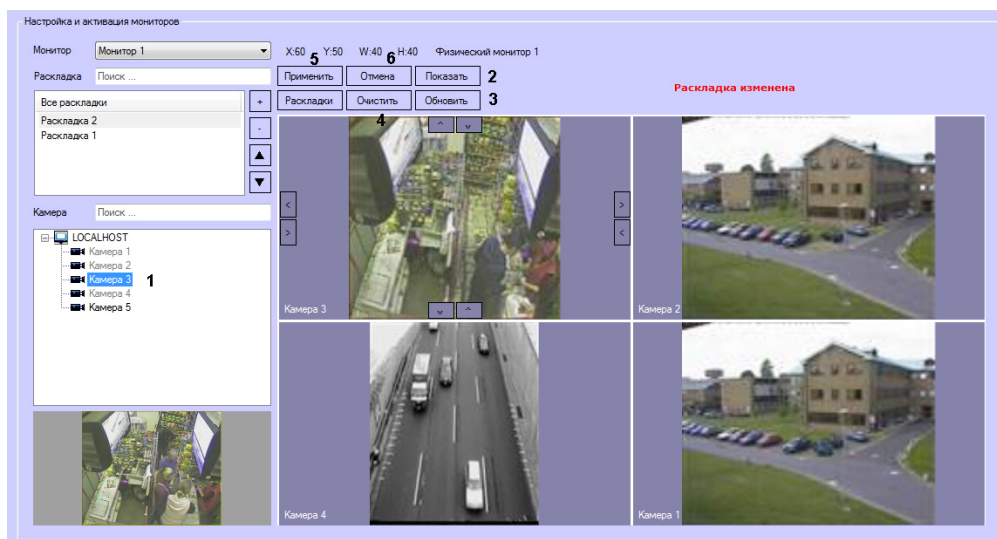 Настройка и активация мониторов
Монитор Монитор 1 X:60 Y:50 W:40 H:40 Физический монитор 1
5 6
Раскладка Поиск ... Применить Отмена Показать 2
Раскладка изменена
Все раскладки + Раскладки Очистить Обновить 3
4
Раскладка 2
Раскладка 1
-
▲
▼
^ v
< >
> <
Камера Поиск ...
LOCALHOST
Камера 1
Камера 2
Камера 3 1
Камера 4
Камера 5
Камера 3 v ^ Камера 2
Камера 4 Камера 1